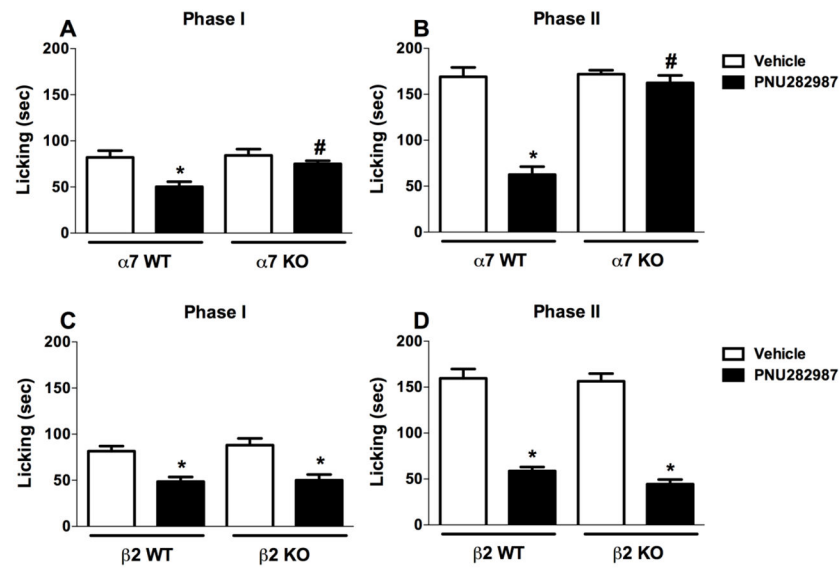 A
Phase I
Licking (sec)
200
150
100
50
0
*
#
α7 WT
α7 KO
B
Phase II
Licking (sec)
200
150
100
50
0
*
#
α7 WT
α7 KO
Vehicle
PNU282987
C
Phase I
Licking (sec)
200
150
100
50
0
*
*
β2 WT
β2 KO
D
Phase II
Licking (sec)
200
150
100
50
0
*
*
β2 WT
β2 KO
Vehicle
PNU282987